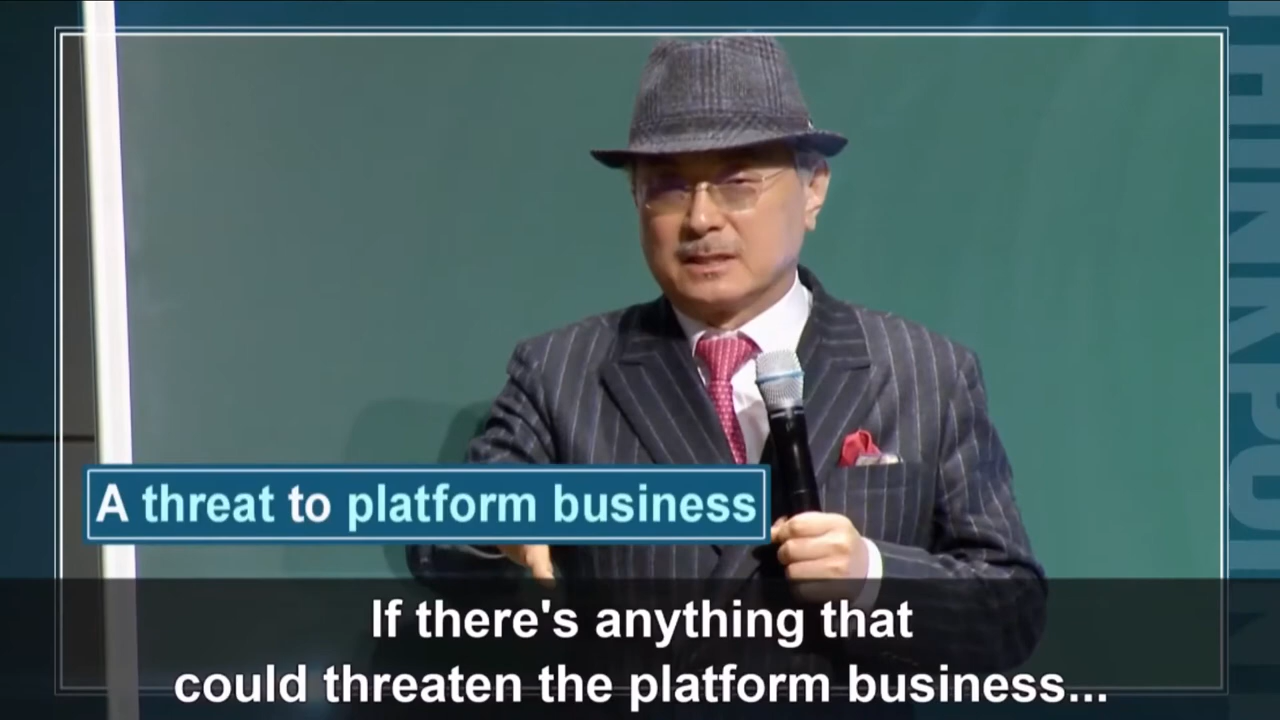 A threat to platform business
If there's anything that
could threaten the platform business...